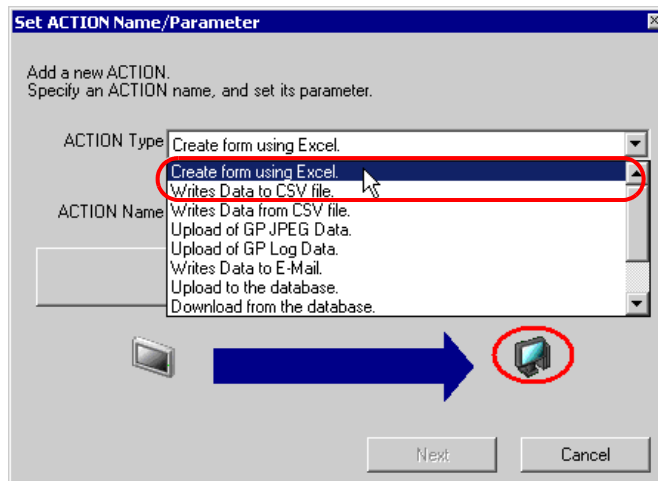 Set ACTION Name/Parameter
Add a new ACTION.
Specify an ACTION name, and set its parameter.
ACTION Type
Create form using Excel.
Create form using Excel.
Writes Data to CSV file.
ACTION Name
Writes Data from CSV file.
Upload of GP JPEG Data.
Upload of GP Log Data.
Writes Data to E-Mail.
Upload to the database.
Download from the database.
Next
Cancel